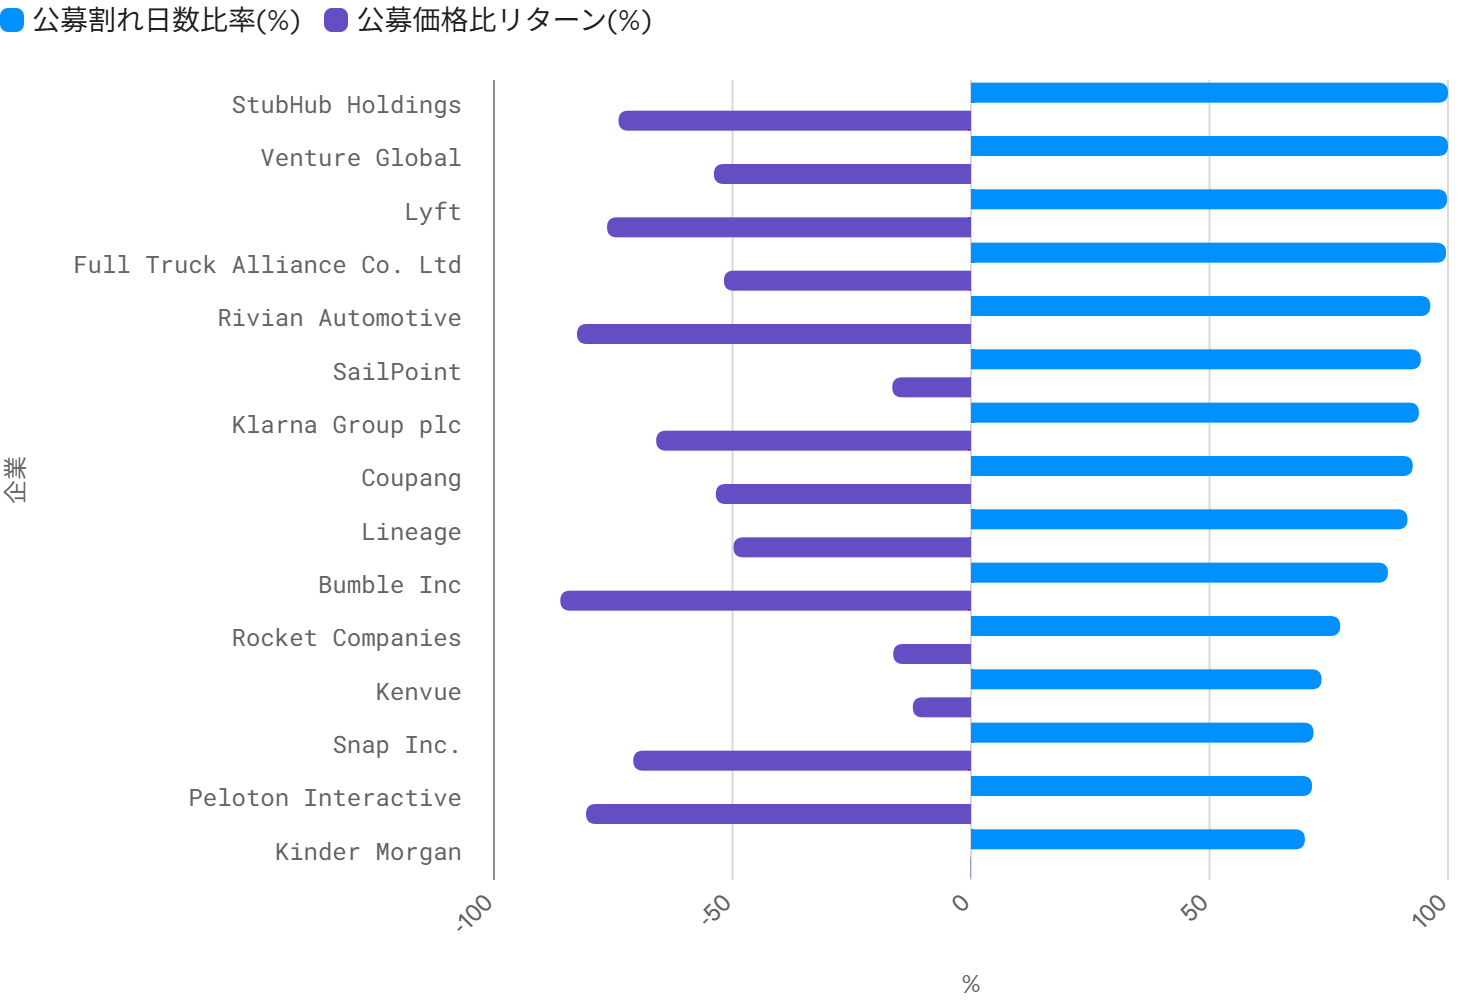 公募割れ日数比率(%) 公募価格比リターン(%)
StubHub Holdings
Venture Global
Lyft
Full Truck Alliance Co. Ltd
Rivian Automotive
SailPoint
Klarna Group plc
Coupang
Lineage
Bumble Inc
Rocket Companies
Kenvue
Snap Inc.
Peloton Interactive
Kinder Morgan
企業
-100 -50 0 50 100
%